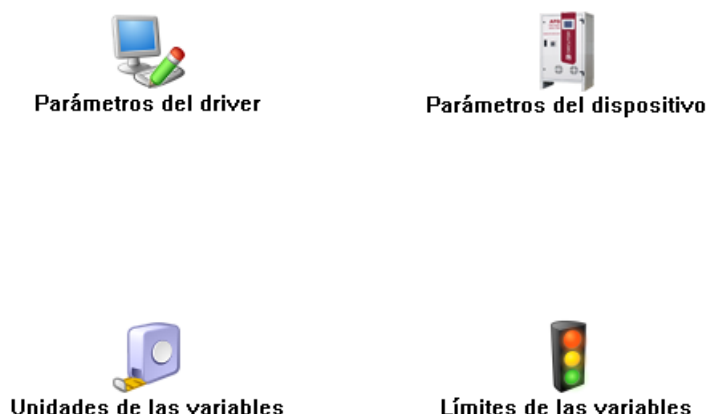 Parámetros del driver
Parámetros del dispositivo
Unidades de las variables
Límites de las variables